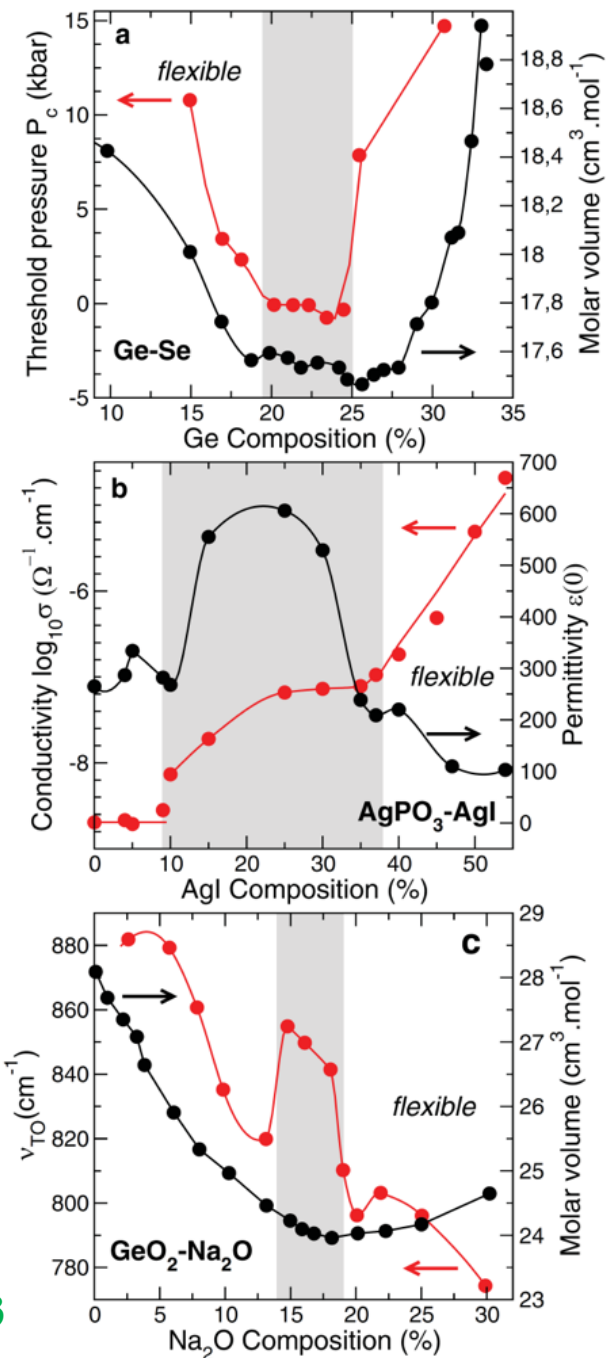 a
flexible
Ge-Se
Threshold pressure P_c (kbar)
15
10
5
0
-5
Molar volume (cm³.mol⁻¹)
18,8
18,6
18,4
18,2
18
17,8
17,6
10 15 20 25 30 35
Ge Composition (%)
b
flexible
AgPO₃-AgI
Conductivity log₁₀σ (Ω⁻¹.cm⁻¹)
-6
-8
Permittivity ε(0)
700
600
500
400
300
200
100
0
0 10 20 30 40 50
AgI Composition (%)
c
flexible
GeO₂-Na₂O
ν_TO(cm⁻¹)
880
860
840
820
800
780
Molar volume (cm³.mol⁻¹)
29
28
27
26
25
24
23
0 5 10 15 20 25 30
Na₂O Composition (%)